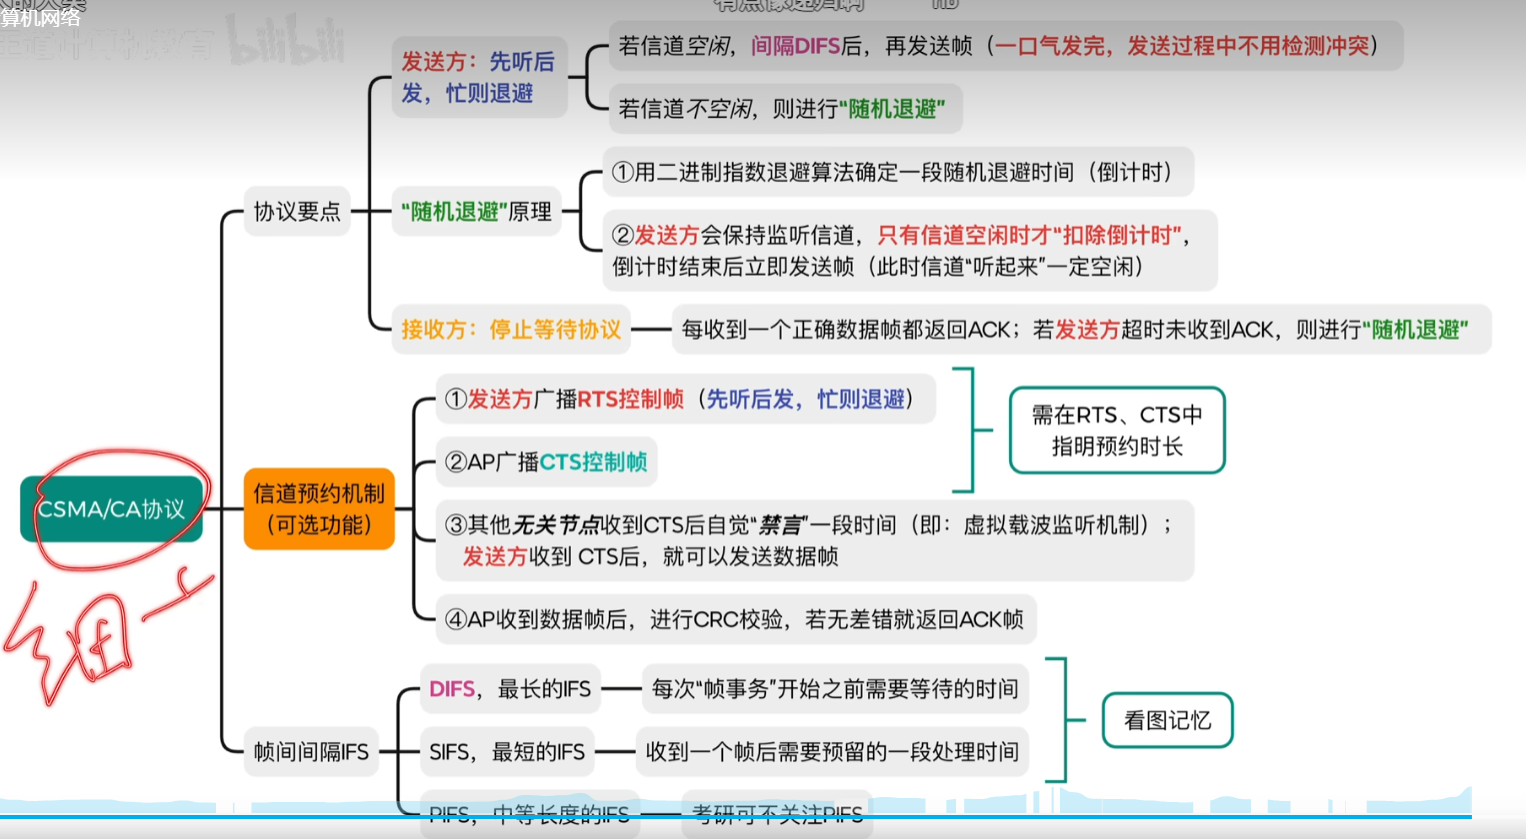 算机网络
bilibili
发送方：先听后
发，忙则退避
若信道空闲，间隔DIFS后，再发送帧（一口气发完，发送过程中不用检测冲突）
若信道不空闲，则进行“随机退避”
协议要点
“随机退避”原理
①用二进制指数退避算法确定一段随机退避时间（倒计时）
②发送方会保持监听信道，只有信道空闲时才“扣除倒计时”，
倒计时结束后立即发送帧（此时信道“听起来”一定空闲）
接收方：停止等待协议
每收到一个正确数据帧都返回ACK；若发送方超时未收到ACK，则进行“随机退避”
CSMA/CA协议
细一上
信道预约机制
（可选功能）
①发送方广播RTS控制帧（先听后发，忙则退避）
②AP广播CTS控制帧
需在RTS、CTS中
指明预约时长
③其他无关节点收到CTS后自觉“禁言”一段时间（即：虚拟载波监听机制）；
发送方收到 CTS后，就可以发送数据帧
④AP收到数据帧后，进行CRC校验，若无差错就返回ACK帧
帧间间隔IFS
DIFS，最长的IFS
每次“帧事务”开始之前需要等待的时间
SIFS，最短的IFS
收到一个帧后需要预留的一段处理时间
看图记忆
PIFS，中等长度的IFS
考研可不关注PIFS